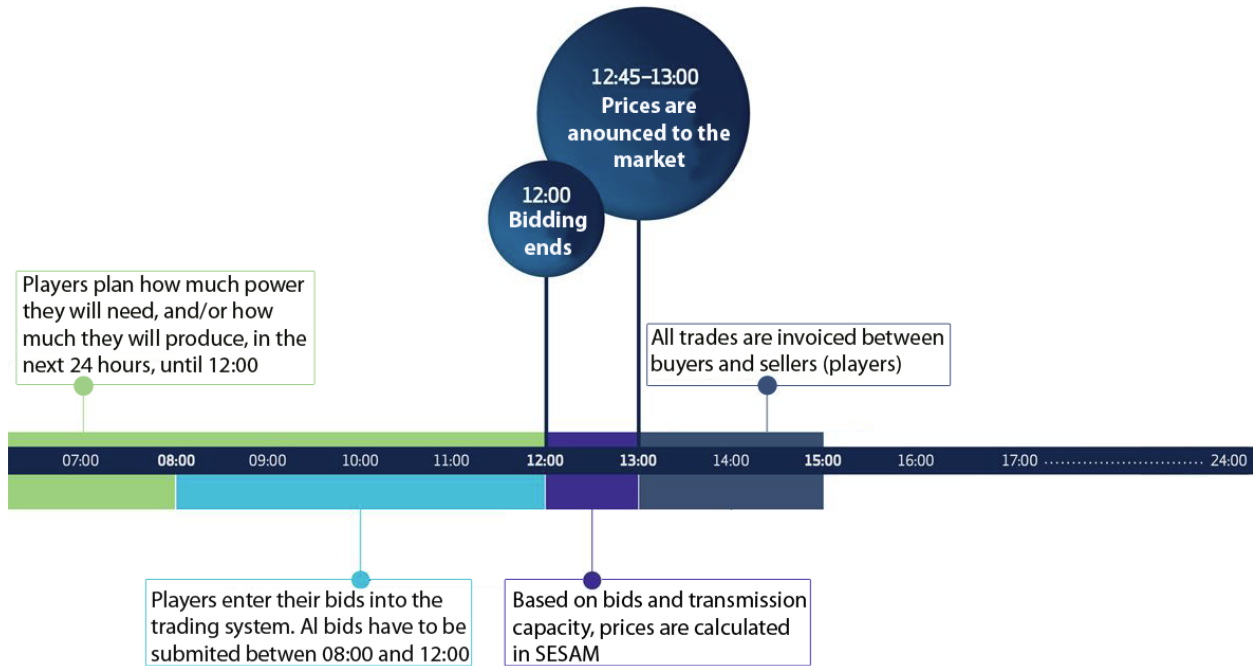 12:45–13:00
Prices are
anounced to the
market
12:00
Bidding
ends
Players plan how much power
they will need, and/or how
much they will produce, in the
next 24 hours, until 12:00
All trades are invoiced between
buyers and sellers (players)
07:00 08:00 09:00 10:00 11:00 12:00 13:00 14:00 15:00 16:00 17:00 ........................... 24:00
Players enter their bids into the
trading system. Al bids have to be
submited betwen 08:00 and 12:00
Based on bids and transmission
capacity, prices are calculated
in SESAM